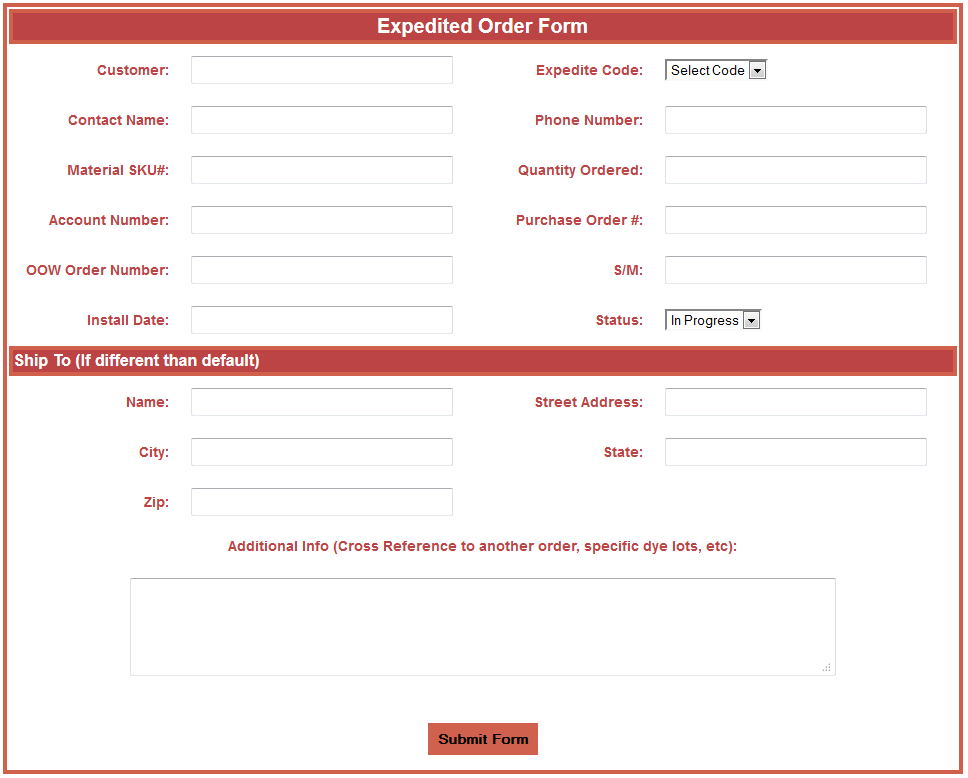 Expedited Order Form
Customer: Expedite Code: Select Code
Contact Name: Phone Number:
Material SKU#: Quantity Ordered:
Account Number: Purchase Order #:
OOW Order Number: S/M:
Install Date: Status: In Progress
Ship To (If different than default)
Name: Street Address:
City: State:
Zip:
Additional Info (Cross Reference to another order, specific dye lots, etc):
Submit Form